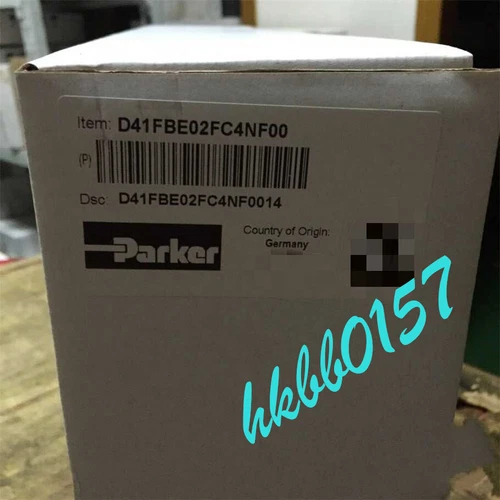 Item: D41FBE02FC4NF00
(P)
Dsc: D41FBE02FC4NF0014
Parker
Country of Origin:
Germany
hkbb0157